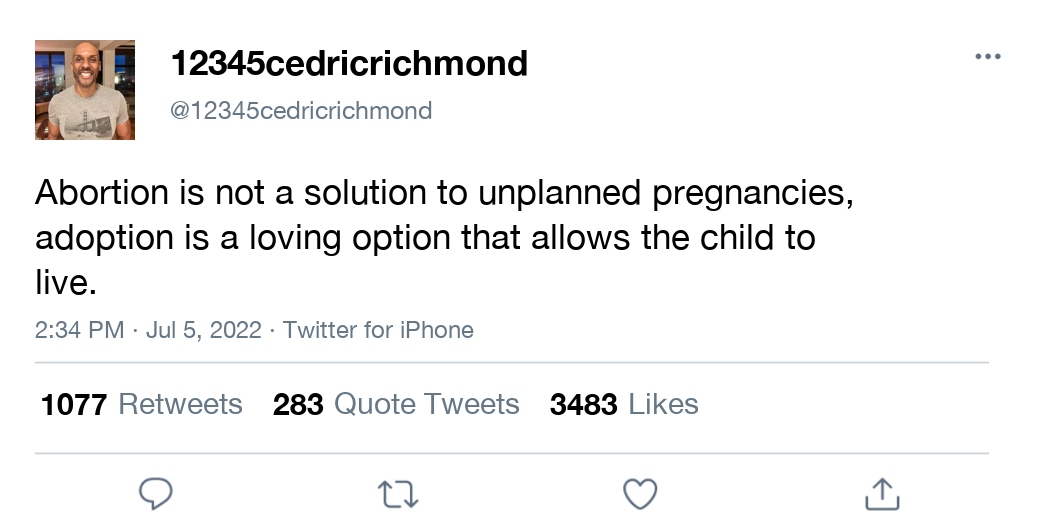 12345cedricrichmond
@12345cedricrichmond
Abortion is not a solution to unplanned pregnancies,
adoption is a loving option that allows the child to
live.
2:34 PM · Jul 5, 2022 · Twitter for iPhone
1077 Retweets 283 Quote Tweets 3483 Likes